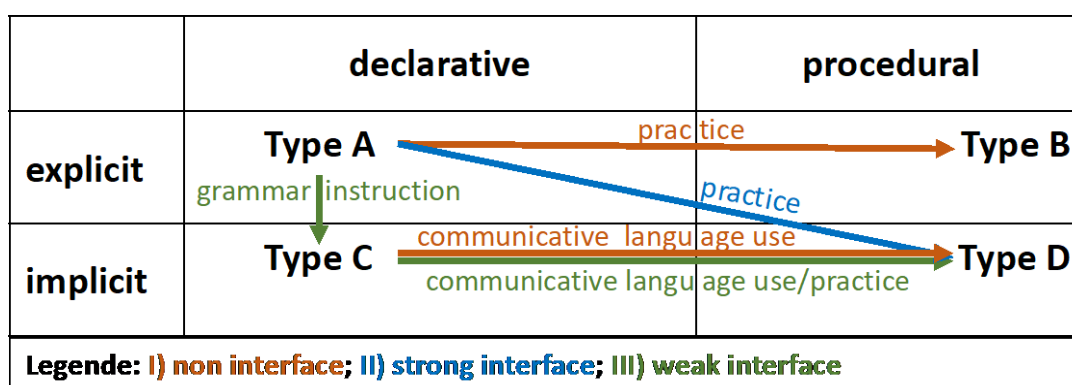 declarative procedural
practice
explicit Type A Type B
grammar instruction
practice
communicative language use
implicit Type C Type D
communicative language use/practice
Legende: I) non interface; II) strong interface; III) weak interface